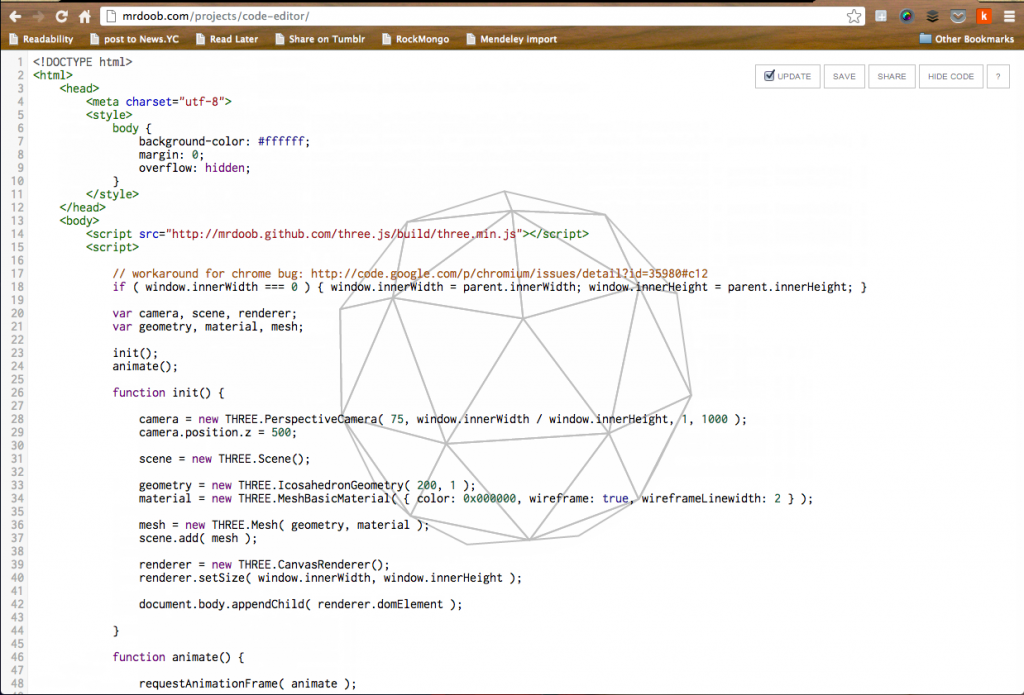 mrdoob.com/projects/code-editor/
k
Readability post to News.YC Read Later Share on Tumblr RockMongo Mendeley import Other Bookmarks
UPDATE SAVE SHARE HIDE CODE ?
1 <!DOCTYPE html>
2 <html>
3 <head>
4 <meta charset="utf-8">
5 <style>
6 body {
7 background-color: #ffffff;
8 margin: 0;
9 overflow: hidden;
10 }
11 </style>
12 </head>
13 <body>
14 <script src="http://mrdoob.github.com/three.js/build/three.min.js"></script>
15 <script>
16
17 // workaround for chrome bug: http://code.google.com/p/chromium/issues/detail?id=35980#c12
18 if ( window.innerWidth === 0 ) { window.innerWidth = parent.innerWidth; window.innerHeight = parent.innerHeight; }
19
20 var camera, scene, renderer;
21 var geometry, material, mesh;
22
23 init();
24 animate();
25
26 function init() {
27
28 camera = new THREE.PerspectiveCamera( 75, window.innerWidth / window.innerHeight, 1, 1000 );
29 camera.position.z = 500;
30
31 scene = new THREE.Scene();
32
33 geometry = new THREE.IcosahedronGeometry( 200, 1 );
34 material = new THREE.MeshBasicMaterial( { color: 0x000000, wireframe: true, wireframeLinewidth: 2 } );
35
36 mesh = new THREE.Mesh( geometry, material );
37 scene.add( mesh );
38
39 renderer = new THREE.CanvasRenderer();
40 renderer.setSize( window.innerWidth, window.innerHeight );
41
42 document.body.appendChild( renderer.domElement );
43
44 }
45
46 function animate() {
47
48 requestAnimationFrame( animate );